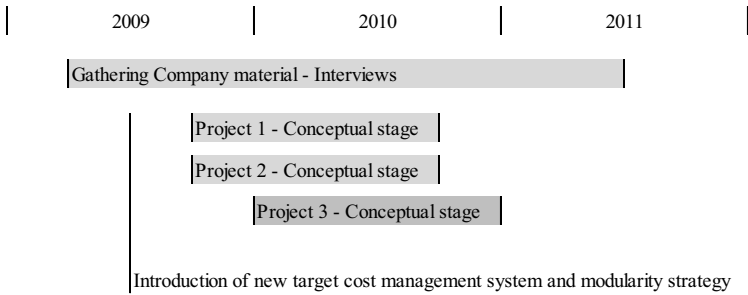 2009 2010 2011
Gathering Company material - Interviews
Project 1 - Conceptual stage
Project 2 - Conceptual stage
Project 3 - Conceptual stage
Introduction of new target cost management system and modularity strategy